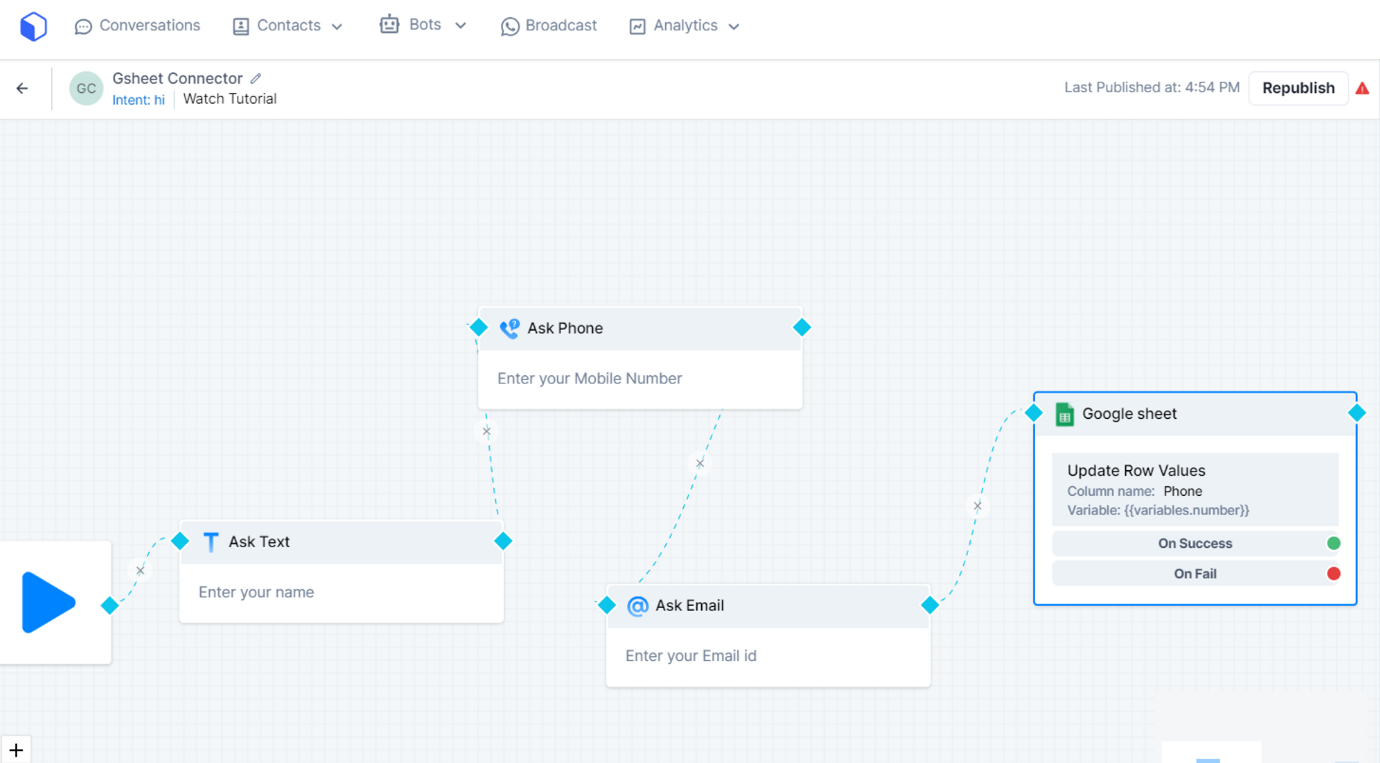 Conversations Contacts Bots Broadcast Analytics
GC Gsheet Connector
Intent: hi Watch Tutorial
Last Published at: 4:54 PM Republish
Ask Phone
Enter your Mobile Number
Google sheet
Update Row Values
Column name: Phone
Variable: {{variables.number}}
On Success
On Fail
T Ask Text
Enter your name
@ Ask Email
Enter your Email id